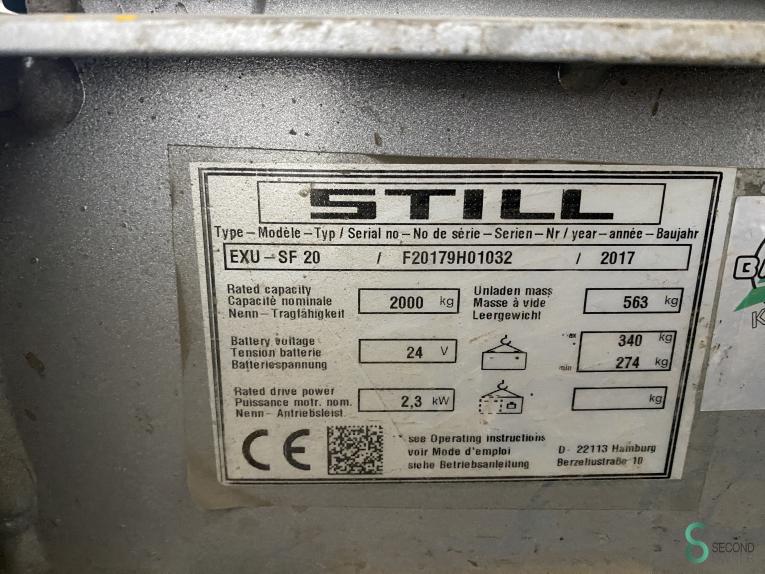 STILL
Type – Modèle – Typ / Serial no – No de série – Serien – Nr / year – année – Baujahr
EXU – SF 20 / F20179H01032 / 2017
Rated capacity
Capacité nominale
Nenn – Tragfähigkeit
2000 kg
Unladen mass
Masse à vide
Leergewicht
563 kg
Battery voltage
Tension batterie
Batteriespannung
24 V
max 340 kg
min 274 kg
Rated drive power
Puissance motr. nom.
Nenn – Antriebsleist.
2,3 kW
kg
CE
see Operating instructions
voir Mode d'emploi
siehe Betriebsanleitung
D- 22113 Hamburg
Berzeliustraße 10
S SECOND